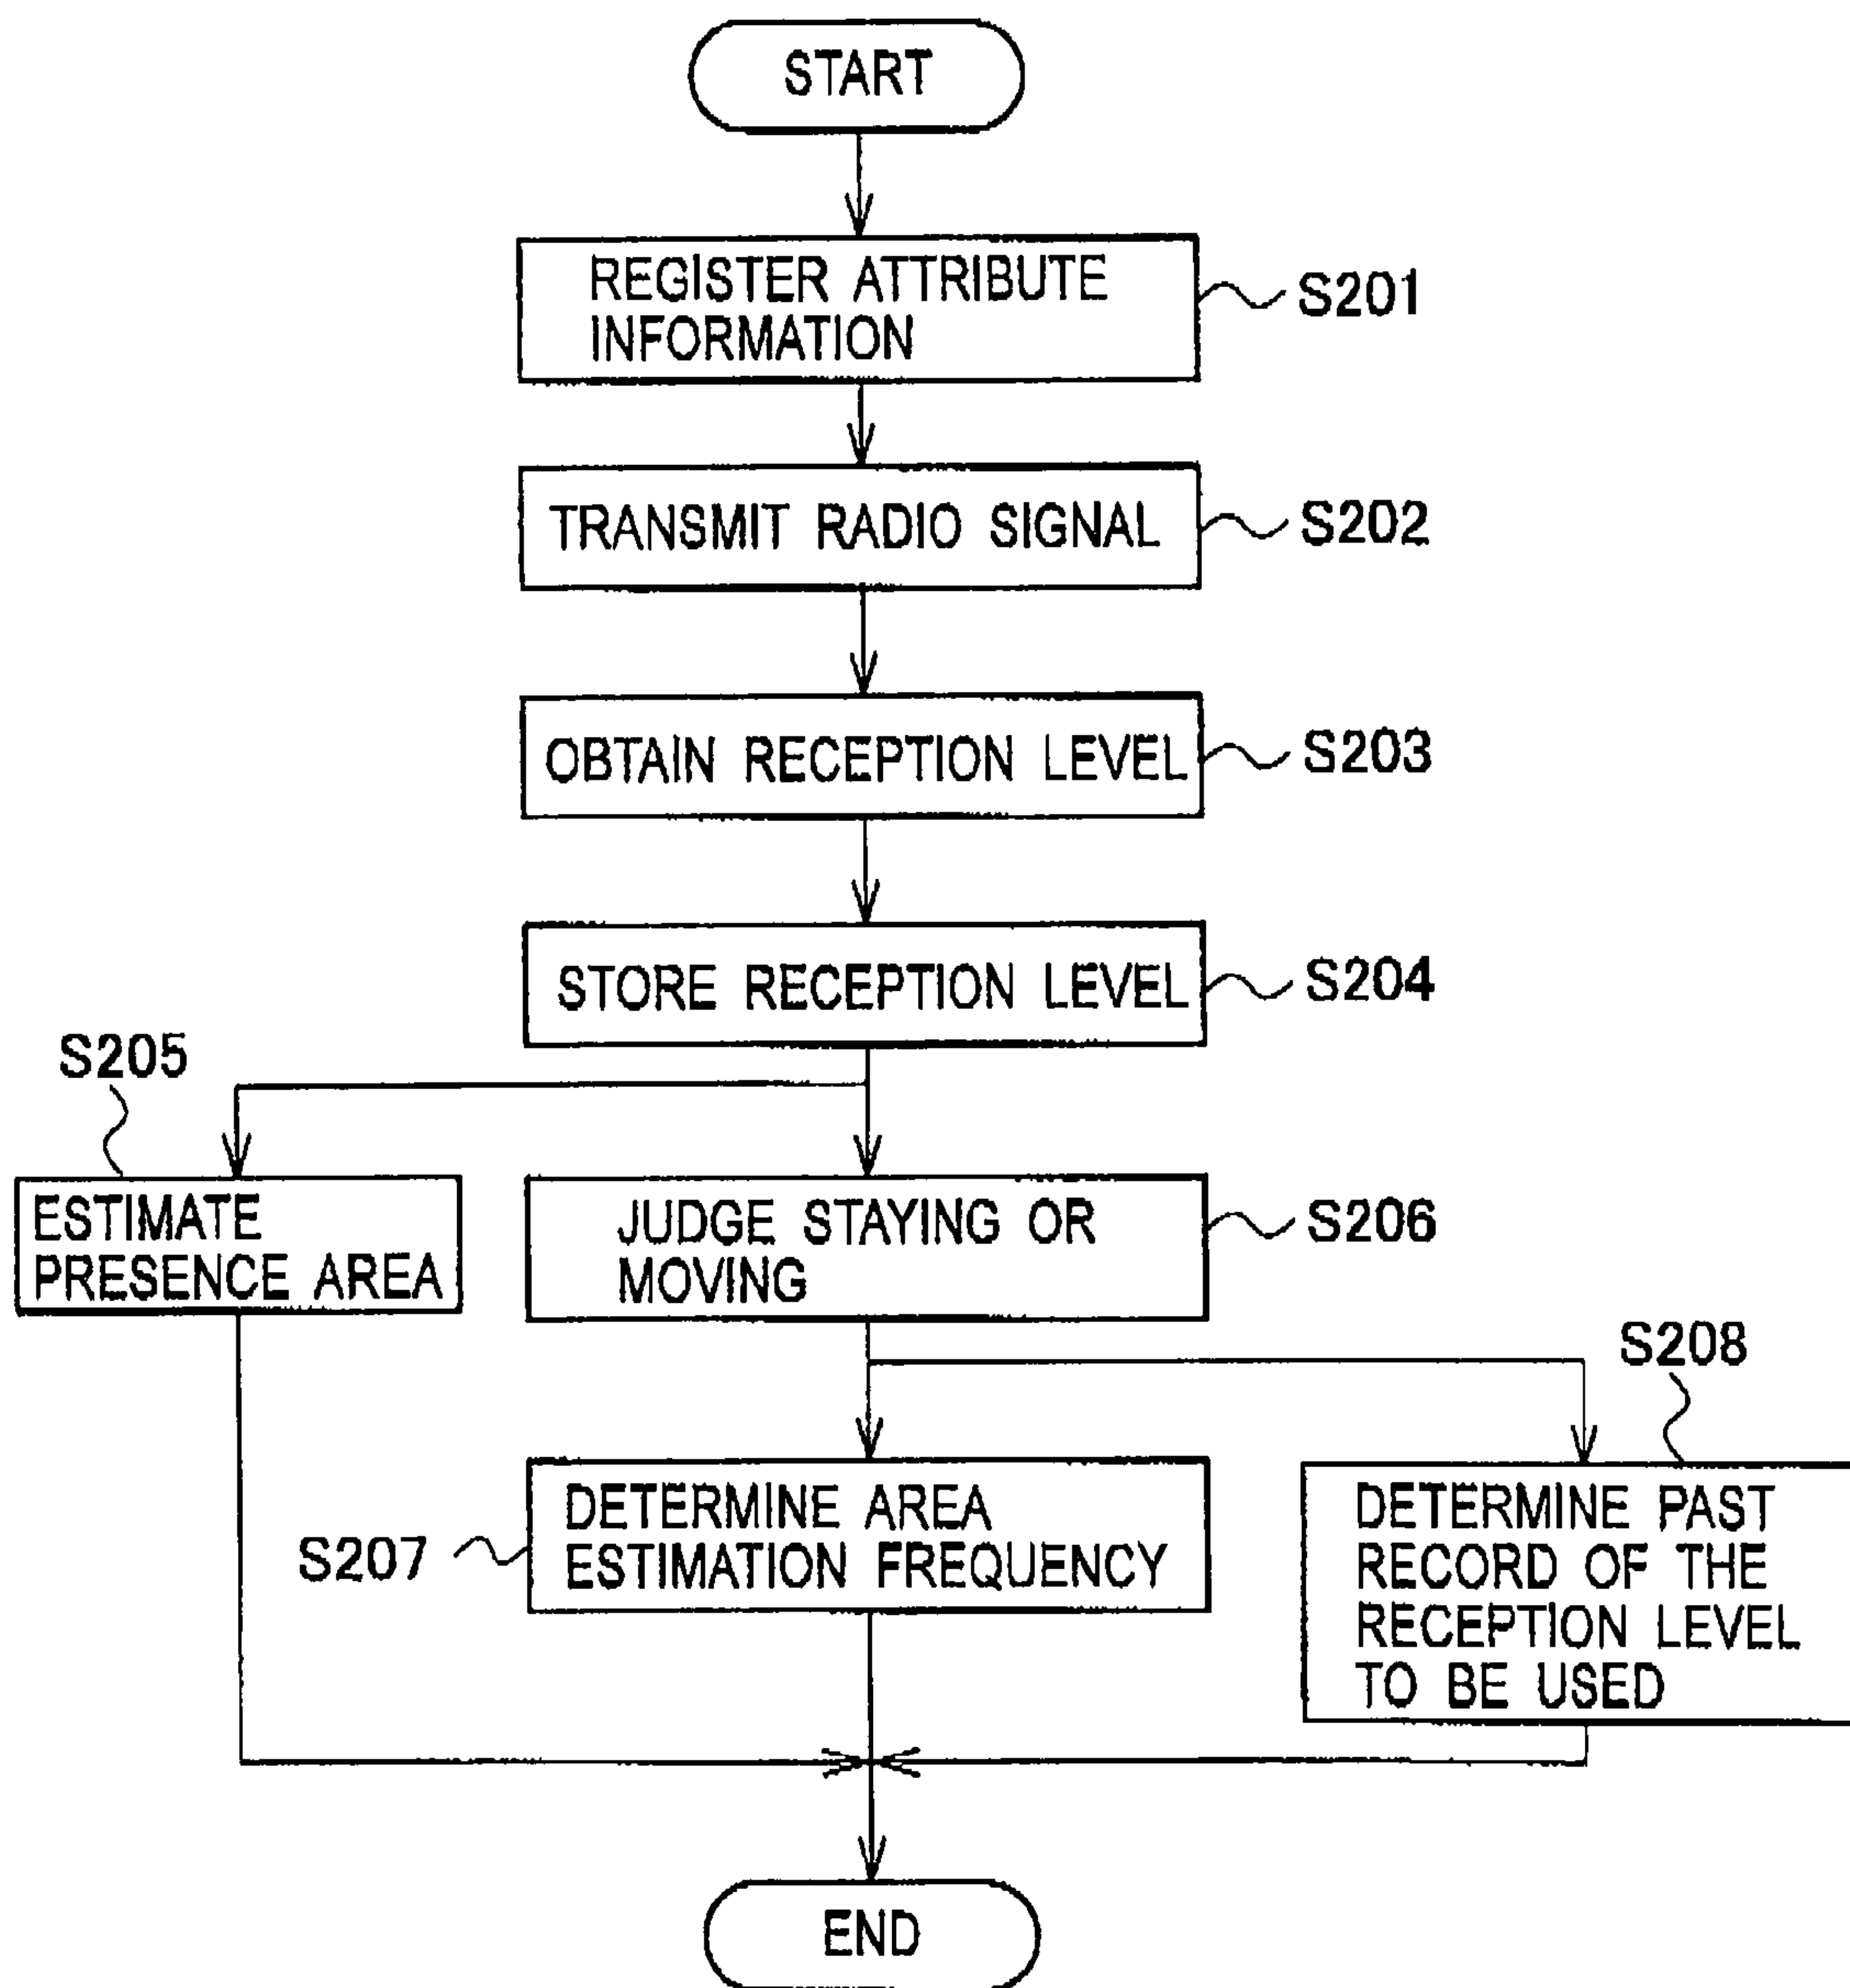 START
REGISTER ATTRIBUTE
INFORMATION
S201
TRANSMIT RADIO SIGNAL
S202
OBTAIN RECEPTION LEVEL
S203
STORE RECEPTION LEVEL
S204
S205
ESTIMATE
PRESENCE AREA
JUDGE STAYING OR
MOVING
S206
S208
S207
DETERMINE AREA
ESTIMATION FREQUENCY
DETERMINE PAST
RECORD OF THE
RECEPTION LEVEL
TO BE USED
END